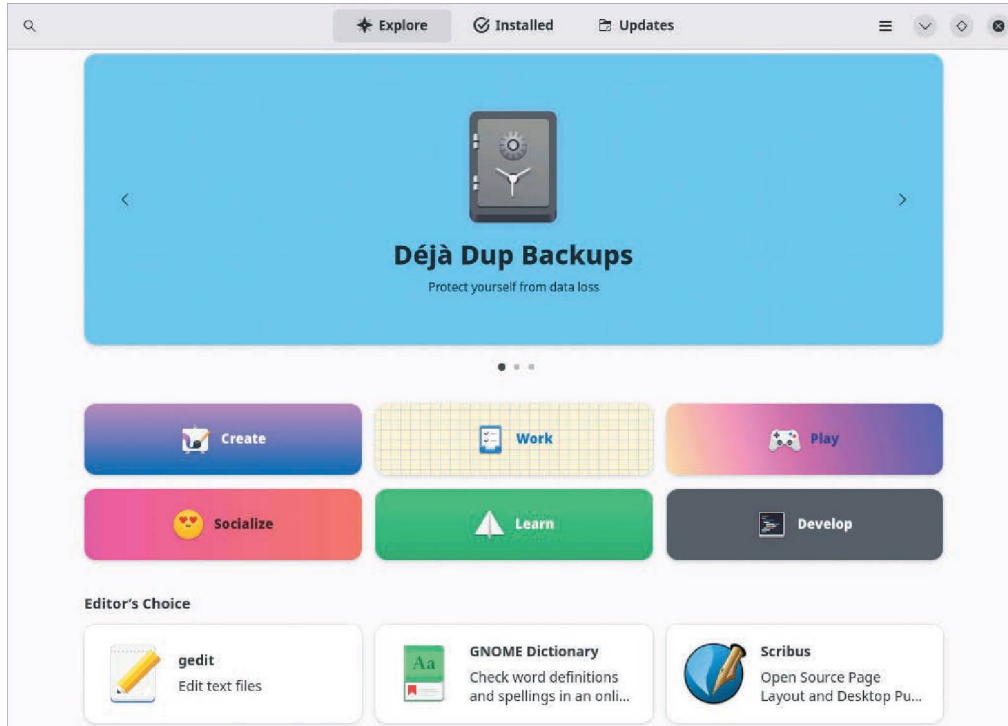 Explore Installed Updates
Déjà Dup Backups
Protect yourself from data loss
Create Work Play
Socialize Learn Develop
Editor's Choice
gedit
Edit text files
Aa
GNOME Dictionary
Check word definitions
and spellings in an onli...
Scribus
Open Source Page
Layout and Desktop Pu...